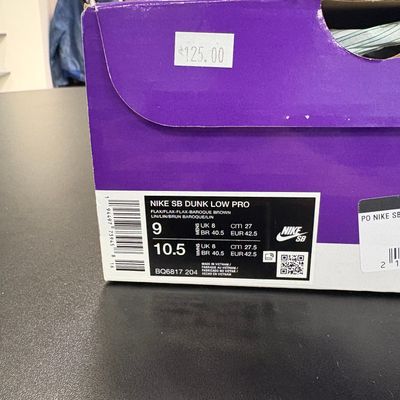 $125.00
NIKE SB DUNK LOW PRO
FLAX/FLAX-FLAX-BAROQUE BROWN
LIN/LIN/BRUN BAROQUE/LIN
9 UK 8 CM 27
BR 40.5 EUR 42.5
10.5 UK 8 CM 27.5
BR 40.5 EUR 42.5
BQ6817 204
MADE IN VIETNAM
NIKE
SB
PO NIKE SB